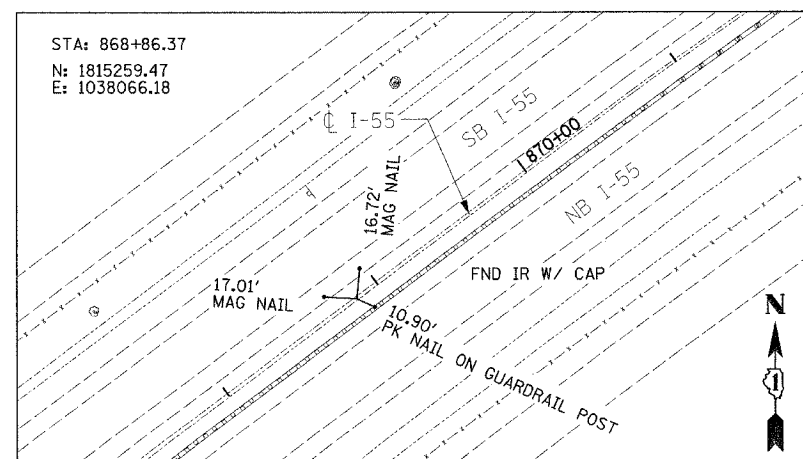 STA: 868+86.37
N: 1815259.47
E: 1038066.18
℄ I-55
SB I-55
870+00
NB I-55
16.72'
MAG NAIL
17.01'
MAG NAIL
FND IR W/ CAP
10.90'
PK NAIL ON GUARDRAIL POST
N
1